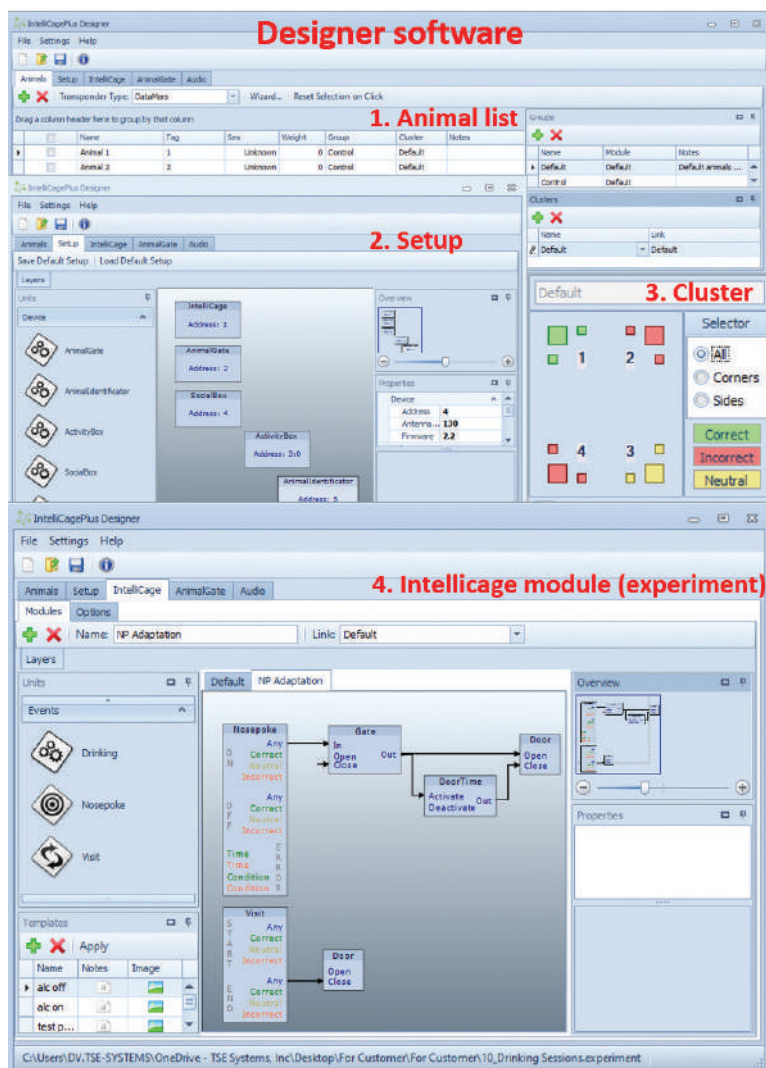 IntelliCagePlus Designer
Designer software
File Settings Help
Animals Setup IntelliCage AnimalGate Audio
Transponder Type: DataMars Wizard... Reset Selection on Click
Drag a column header here to group by that column
1. Animal list
Name Tag Sex Weight Group Cluster Notes
Animal 1 1 Unknown 0 Control Default
Animal 2 2 Unknown 0 Control Default
Groups
Name Module Notes
Default Default Default animals ...
Control Default
Clusters
Name Link
Default Default
IntelliCagePlus Designer
File Settings Help
Animals Setup IntelliCage AnimalGate Audio
2. Setup
Save Default Setup Load Default Setup
Layers
Units
Device
AnimalGate
AnimalIdentificator
ActivityBox
SocialBox
IntelliCage
Address: 1
AnimalGate
Address: 2
SocialBox
Address: 4
ActivityBox
Address: 3:0
AnimalIdentificator
Address: 5
Overview
Properties
Device
Address 4
Antenna... 130
Firmware 2.2
Default
3. Cluster
1 2
4 3
Selector
All
Corners
Sides
Correct
Incorrect
Neutral
IntelliCagePlus Designer
File Settings Help
Animals Setup IntelliCage AnimalGate Audio
4. Intellicage module (experiment)
Modules Options
Name: NP Adaptation Link: Default
Layers
Units
Events
Drinking
Nosepoke
Visit
Templates
Apply
Name Notes Image
alc off
alc on
test p...
Default NP Adaptation
Nosepoke
ON
Any
Correct
Neutral
Incorrect
OFF
Any
Correct
Neutral
Incorrect
Time
Time
Condition
Condition
ERROR
Gate
In
Open
Close
Out
DoorTime
Activate
Deactivate
Out
Door
Open
Close
Visit
START
Any
Correct
Neutral
Incorrect
END
Any
Correct
Neutral
Incorrect
Door
Open
Close
Overview
Properties
C:\Users\DV.TSE-SYSTEMS\OneDrive - TSE Systems, Inc\Desktop\For Customer\For Customer\10_Drinking Sessions.experiment